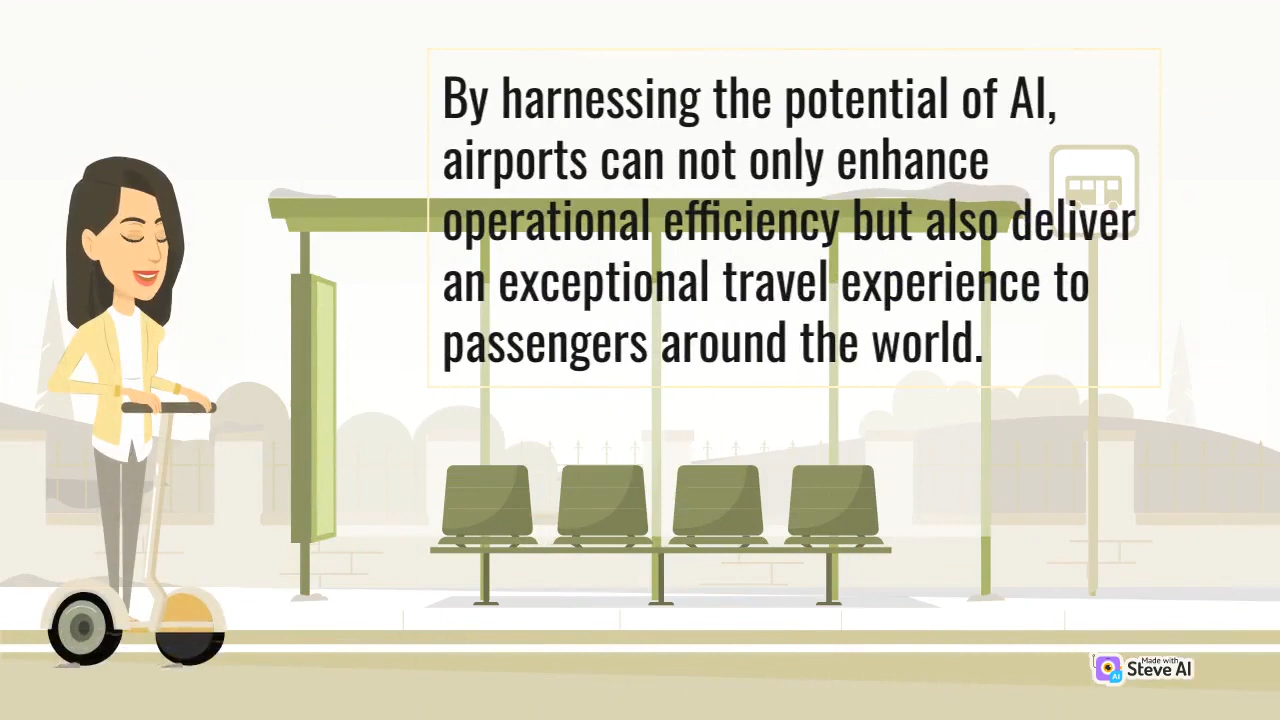 By harnessing the potential of AI,
airports can not only enhance
operational efficiency but also deliver
an exceptional travel experience to
passengers around the world.
Made with
Steve AI
AI